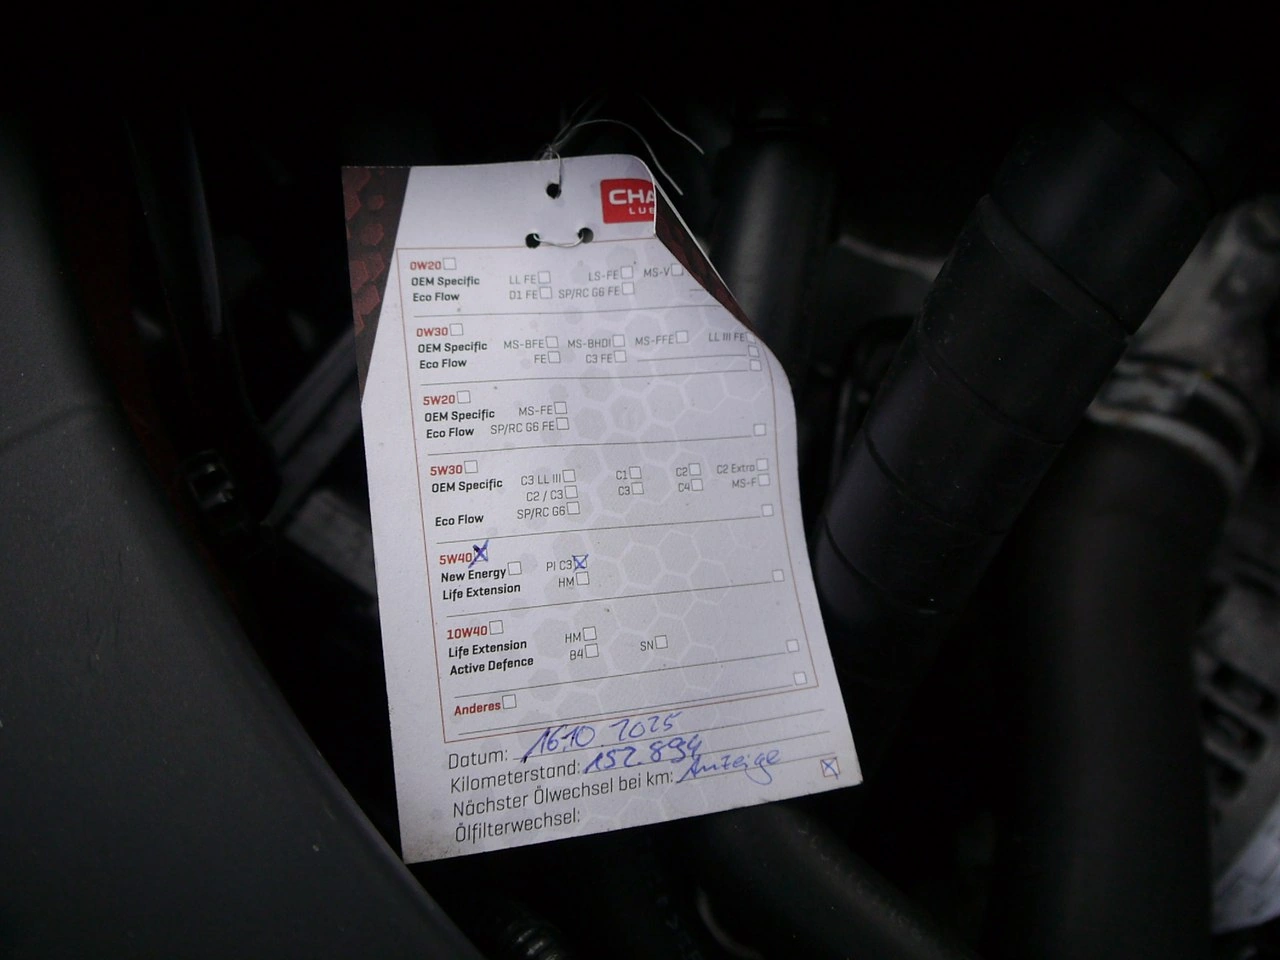 CHA
LUB
0W20
OEM Specific LL FE LS-FE MS-V
Eco Flow D1 FE SP/RC G6 FE
0W30
OEM Specific MS-BFE MS-BHDI MS-FFE LL III FE
Eco Flow FE C3 FE
5W20
OEM Specific MS-FE
Eco Flow SP/RC G6 FE
5W30
OEM Specific C3 LL III C1 C2 C2 Extra
C2 / C3 C3 C4 MS-F
Eco Flow SP/RC G6
5W40
New Energy PI C3
Life Extension HM
10W40
Life Extension HM
Active Defence B4 SN
Anderes
Datum: 16.10 2025
Kilometerstand: 152.894
Nächster Ölwechsel bei km: Anzeige
Ölfilterwechsel: